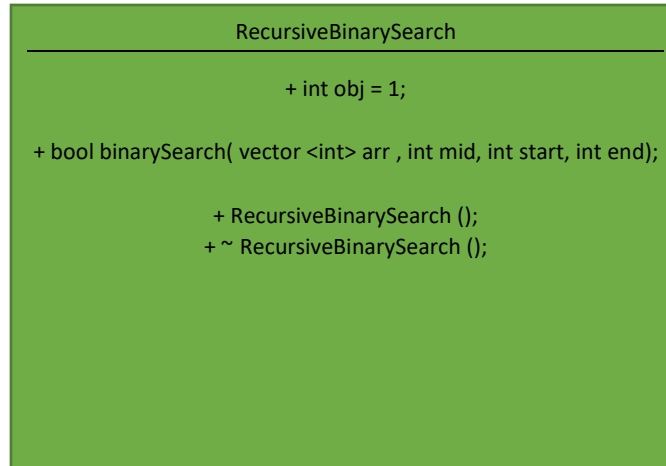 RecursiveBinarySearch
+ int obj = 1;
+ bool binarySearch( vector <int> arr , int mid, int start, int end);
+ RecursiveBinarySearch ();
+ ~ RecursiveBinarySearch ();